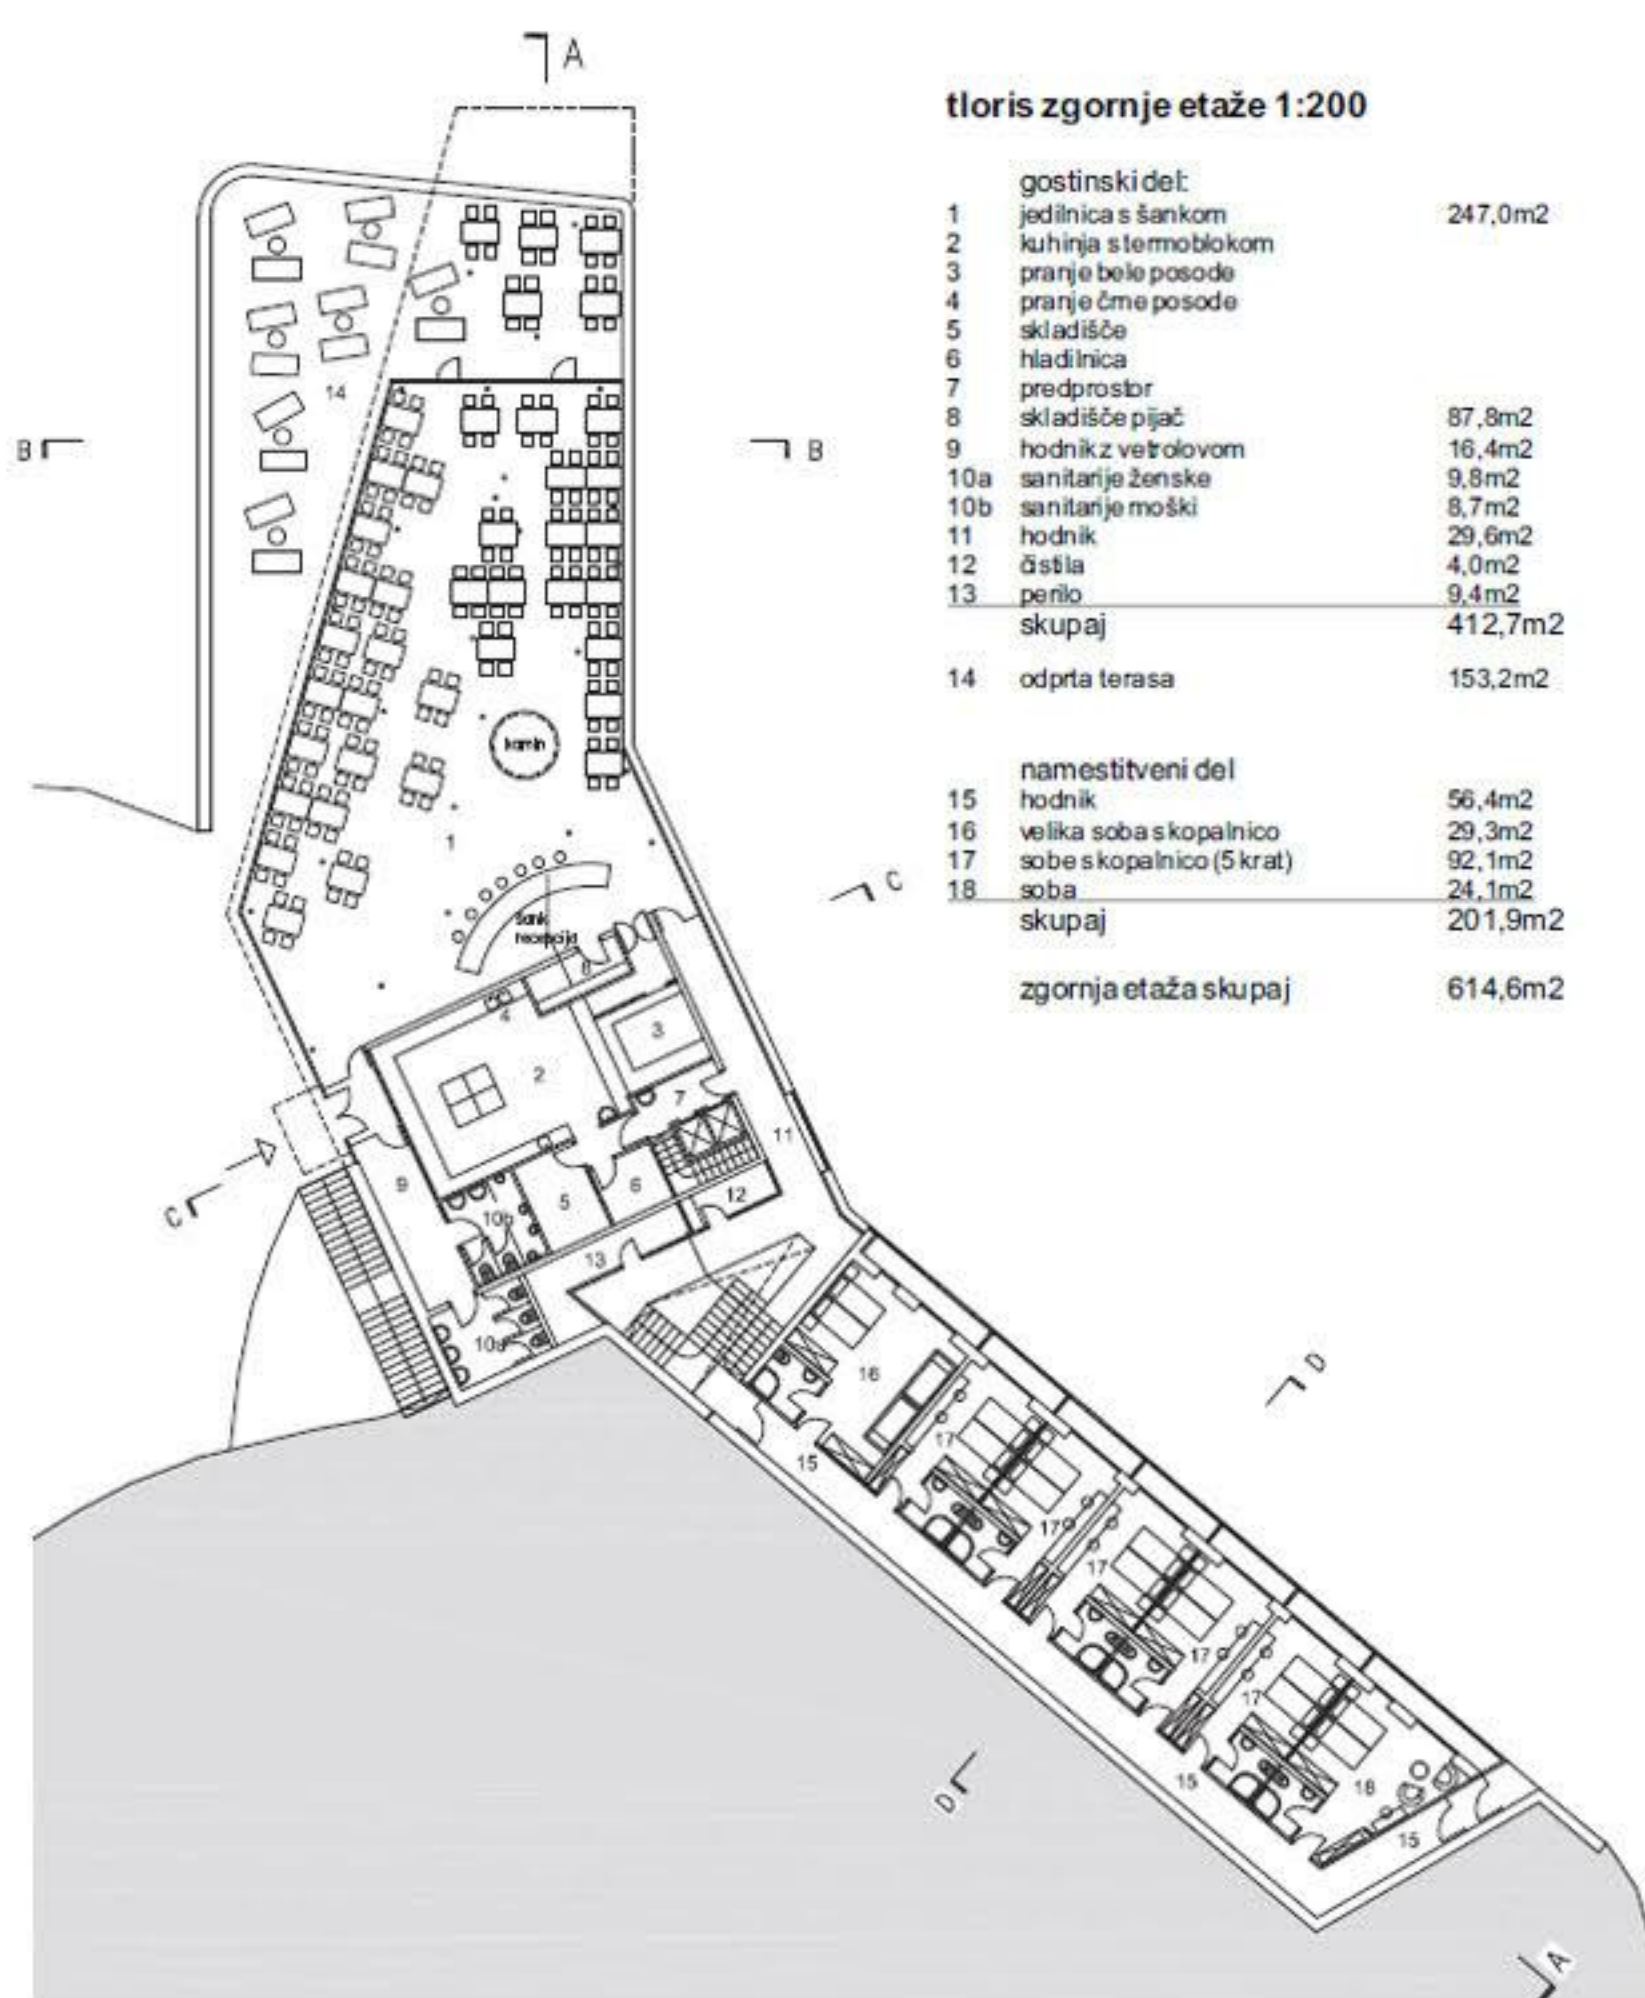 A
tloris zgornje etaže 1:200
gostinski del:
1 jedilnica s šankom 247,0m2
2 kuhinja s termoblokom
3 pranje bele posode
4 pranje črne posode
5 skladišče
6 hladilnica
7 predprostor
8 skladišče pijač 87,8m2
9 hodnik z vetrolovom 16,4m2
10a sanitarije ženske 9,8m2
10b sanitarije moški 8,7m2
11 hodnik 29,6m2
12 čistila 4,0m2
13 perilo 9,4m2
skupaj 412,7m2
14 odprta terasa 153,2m2
namestitveni del
15 hodnik 56,4m2
16 velika soba s kopalnico 29,3m2
17 sobe s kopalnico (5 krat) 92,1m2
18 soba 24,1m2
skupaj 201,9m2
zgornja etaža skupaj 614,6m2
14
B
B
kamin
1
C
šank
recepcija
8
4
3
2
7
11
9
C
10b
5
6
12
13
10a
16
D
15
17
17
17
17
17
15
18
D
15
A